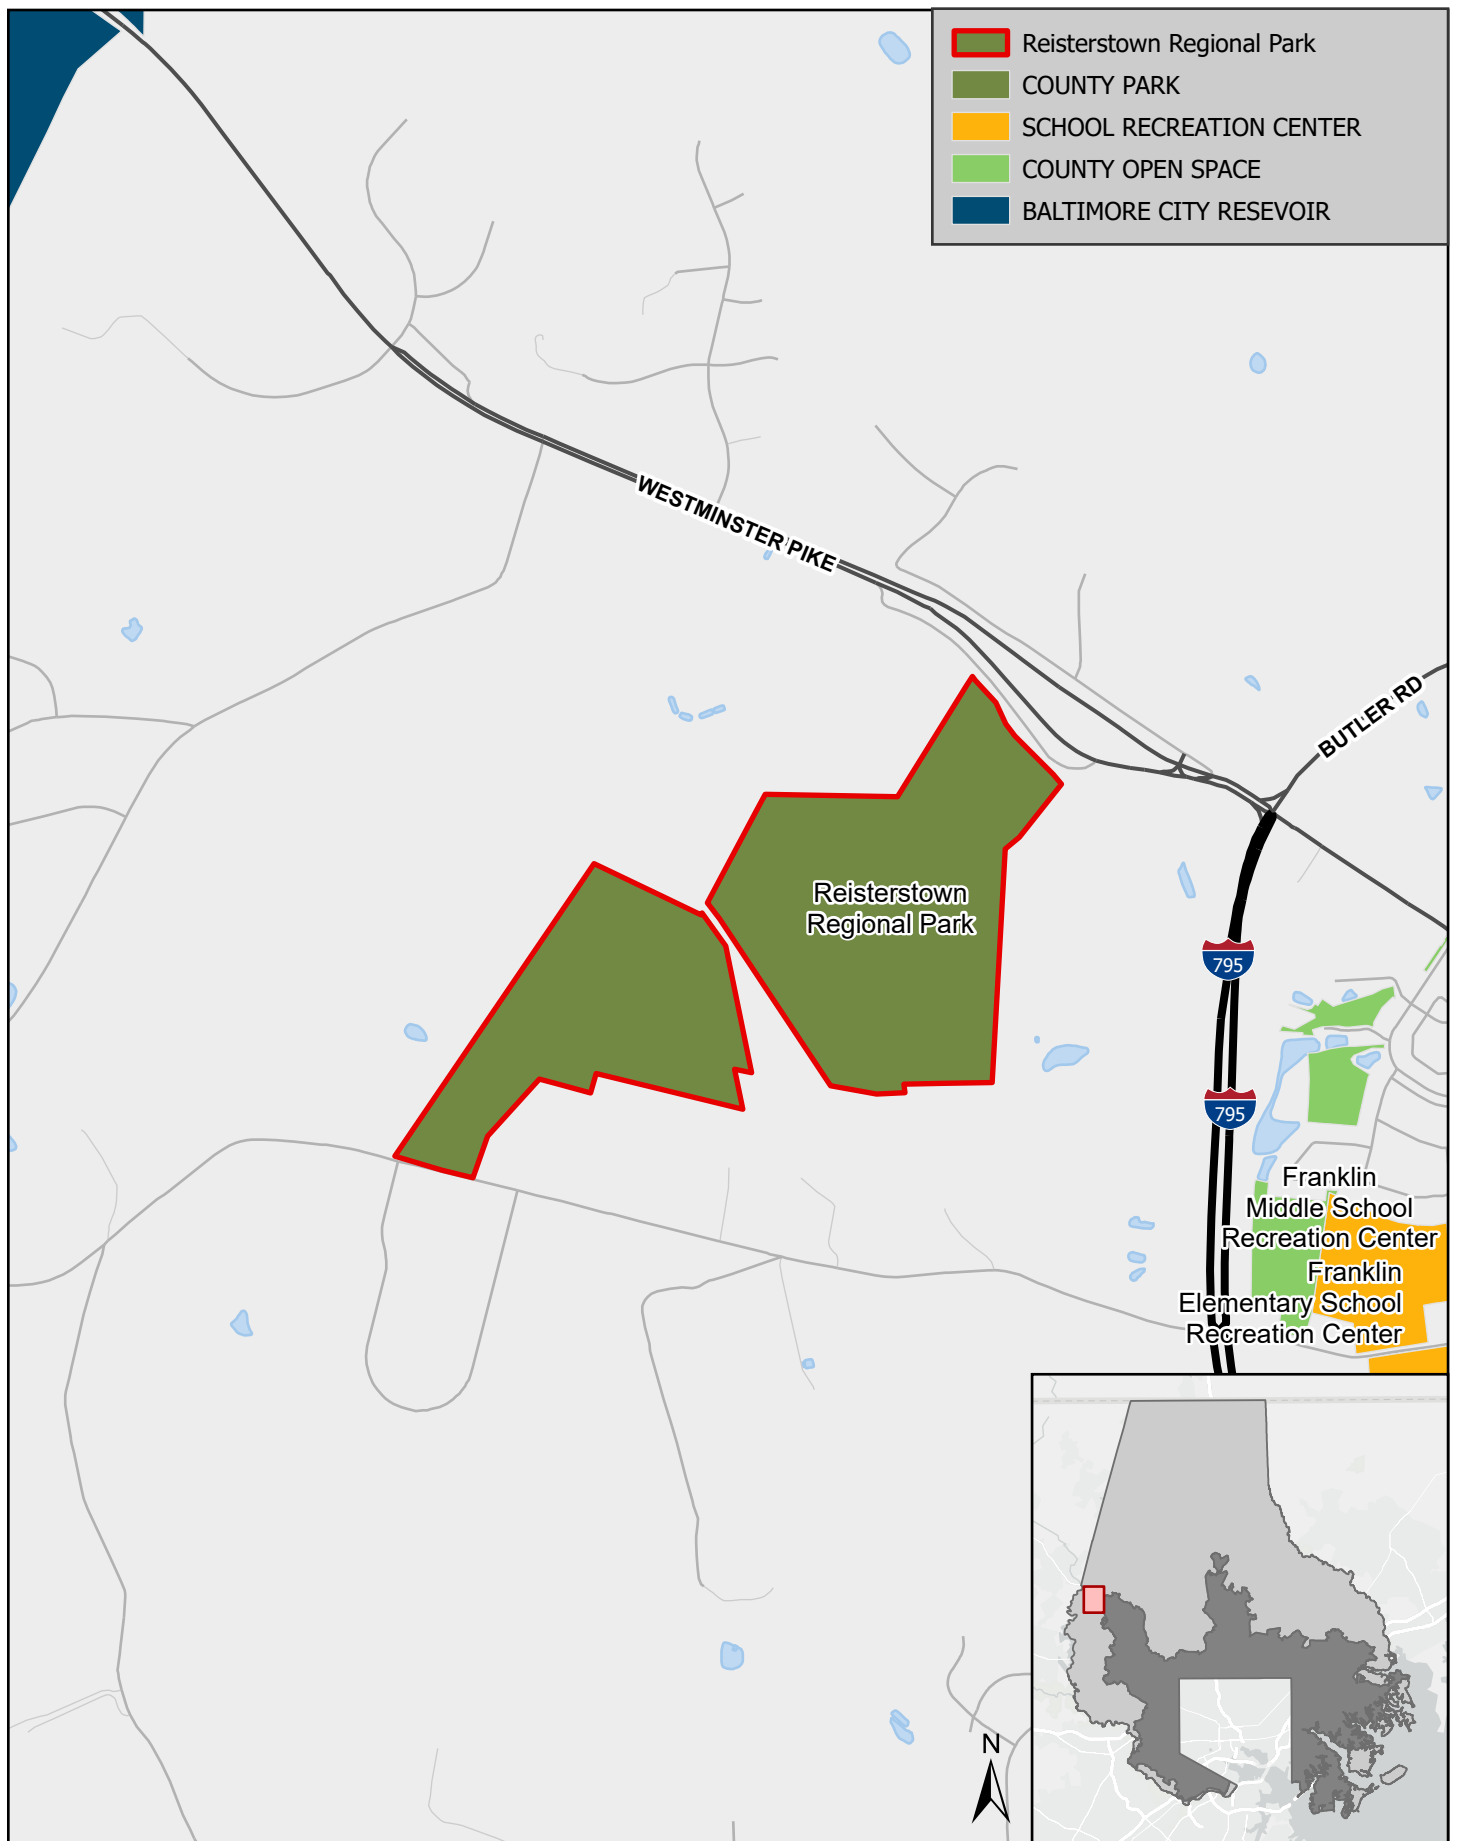 Reisterstown Regional Park
COUNTY PARK
SCHOOL RECREATION CENTER
COUNTY OPEN SPACE
BALTIMORE CITY RESEVOIR
WESTMINSTER PIKE
BUTLER RD
Reisterstown
Regional Park
795
795
Franklin
Middle School
Recreation Center
Franklin
Elementary School
Recreation Center
N